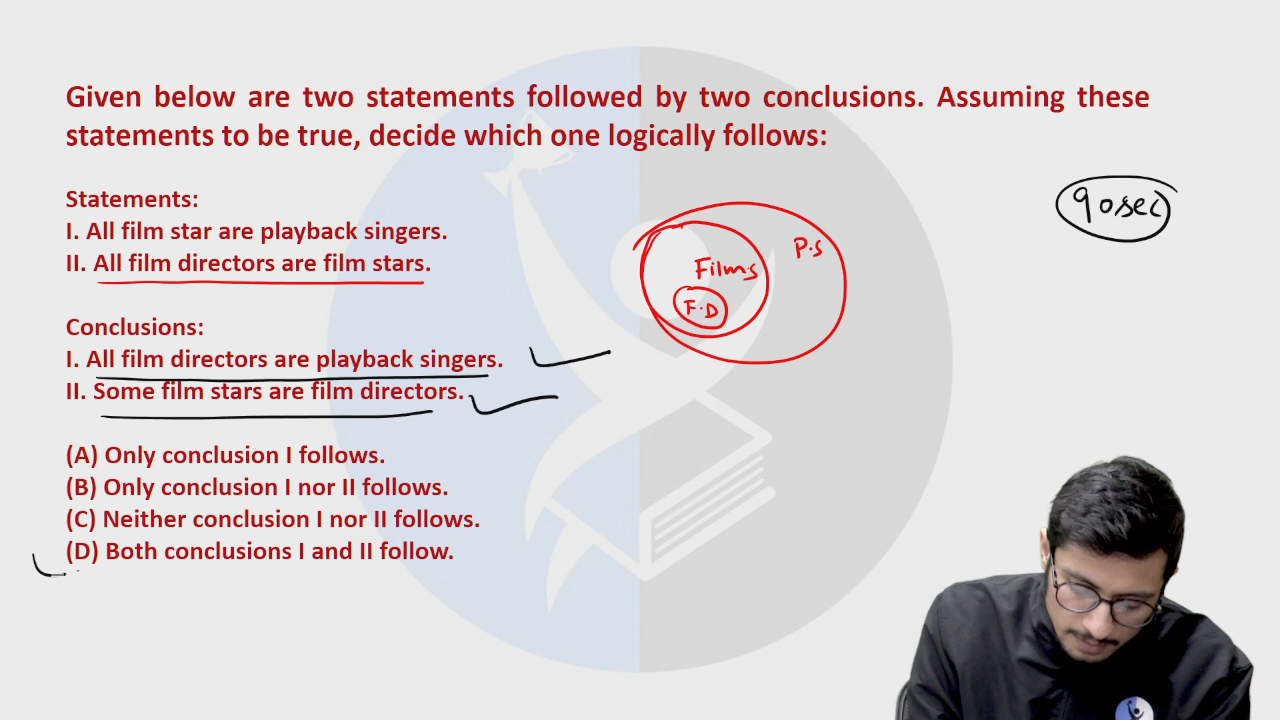 Given below are two statements followed by two conclusions. Assuming these
statements to be true, decide which one logically follows:
Statements:
I. All film star are playback singers.
II. All film directors are film stars.
Conclusions:
I. All film directors are playback singers.
II. Some film stars are film directors.
(A) Only conclusion I follows.
(B) Only conclusion I nor II follows.
(C) Neither conclusion I nor II follows.
(D) Both conclusions I and II follow.
P.S
Film.s
F.D
90sec